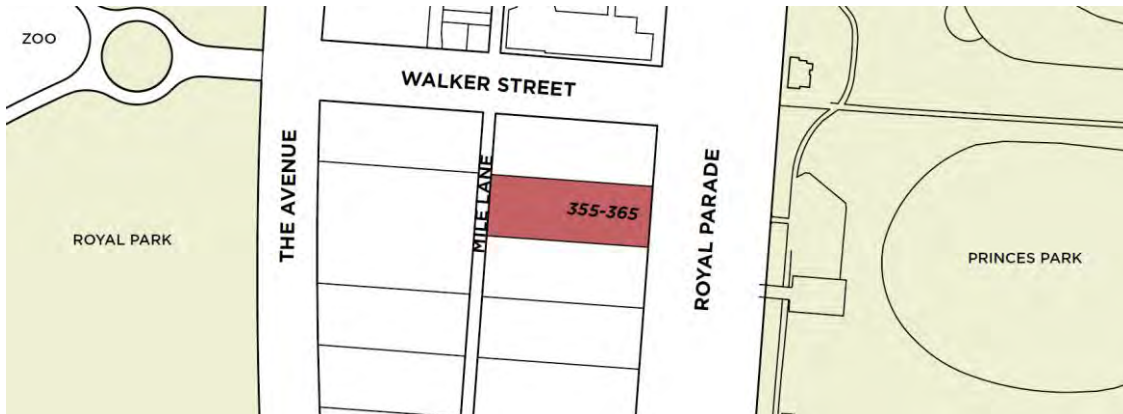 ZOO
WALKER STREET
THE AVENUE
MILE LANE
355-365
ROYAL PARADE
ROYAL PARK
PRINCES PARK